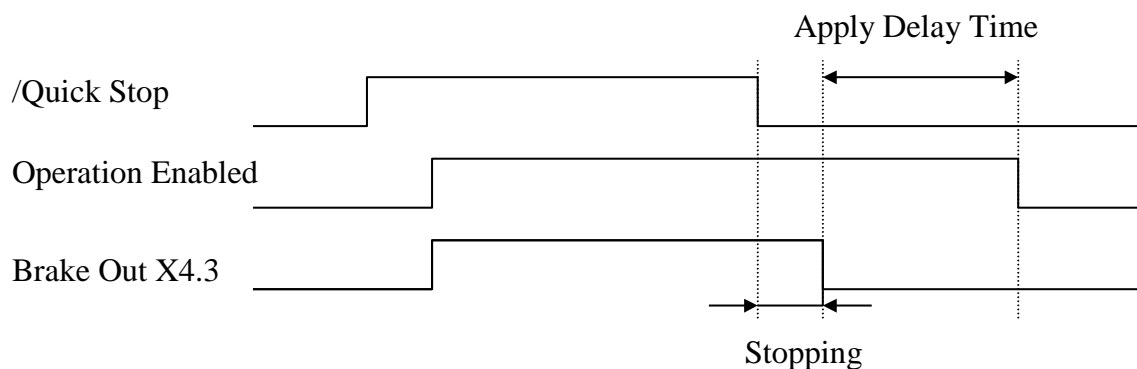 Apply Delay Time
/Quick Stop
Operation Enabled
Brake Out X4.3
Stopping